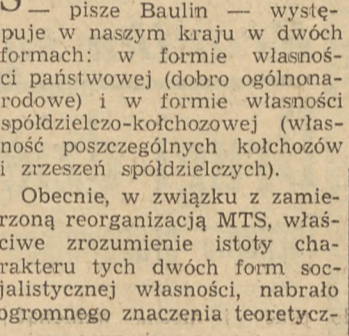 — pisze Baulin — wystę-
puje w naszym kraju w dwóch
formach: w formie własnoś-
ci państwowej (dobro ogólnona-
rodowe) i w formie własności
spółdzielczo-kołchozowej (włas-
ność poszczególnych kołchozów
i zrzeszeń spółdzielczych).
Obecnie, w związku z zamie-
rzoną reorganizacją MTS, właś-
ciwe zrozumienie istoty cha-
rakteru tych dwóch form soc-
jalistycznej własności, nabrało
ogromnego znaczenia teoretycz-